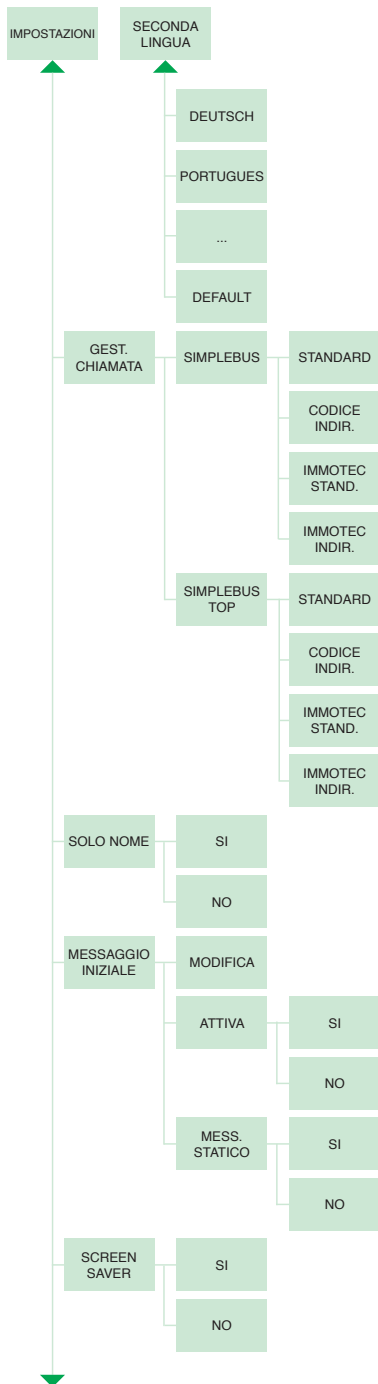 IMPOSTAZIONI
SECONDA
LINGUA
DEUTSCH
PORTUGUES
...
DEFAULT
GEST.
CHIAMATA
SIMPLEBUS
STANDARD
CODICE
INDIR.
IMMOTEC
STAND.
IMMOTEC
INDIR.
SIMPLEBUS
TOP
STANDARD
CODICE
INDIR.
IMMOTEC
STAND.
IMMOTEC
INDIR.
SOLO NOME
SI
NO
MESSAGGIO
INIZIALE
MODIFICA
ATTIVA
SI
NO
MESS.
STATICO
SI
NO
SCREEN
SAVER
SI
NO